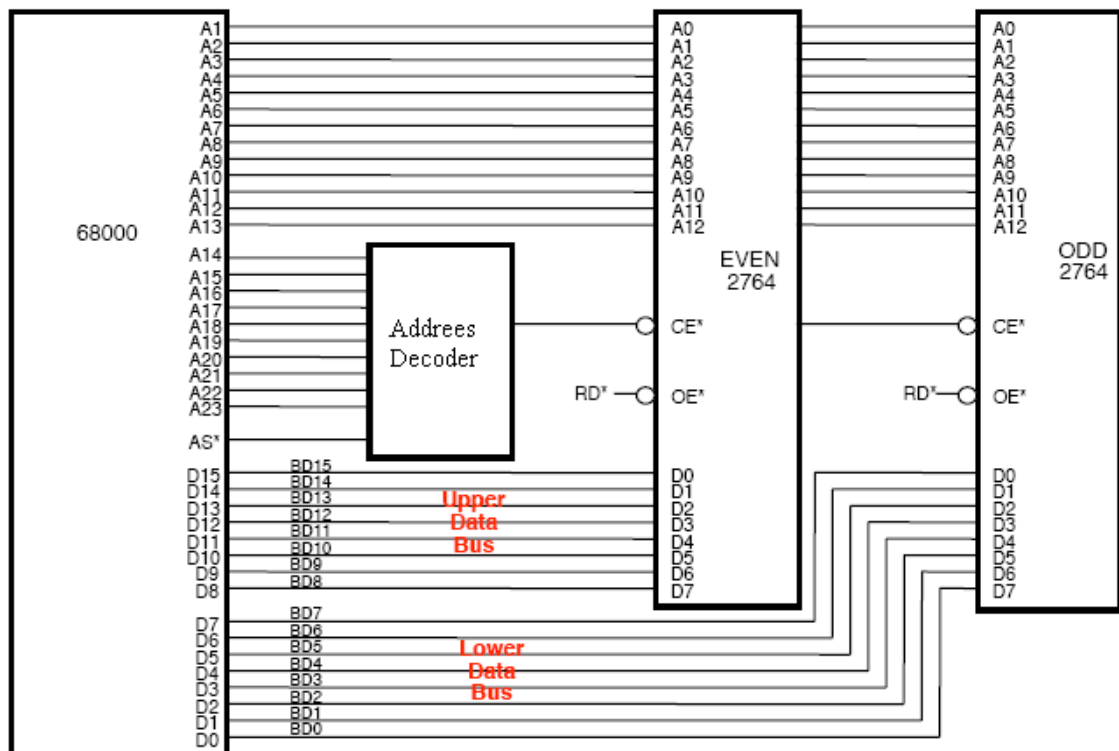 68000
A1
A2
A3
A4
A5
A6
A7
A8
A9
A10
A11
A12
A13
A14
A15
A16
A17
A18
A19
A20
A21
A22
A23
AS*
D15
D14
D13
D12
D11
D10
D9
D8
D7
D6
D5
D4
D3
D2
D1
D0
Addrees
Decoder
BD15
BD14
BD13
BD12
BD11
BD10
BD9
BD8
Upper
Data
Bus
BD7
BD6
BD5
BD4
BD3
BD2
BD1
BD0
Lower
Data
Bus
A0
A1
A2
A3
A4
A5
A6
A7
A8
A9
A10
A11
A12
EVEN
2764
CE*
RD*
OE*
D0
D1
D2
D3
D4
D5
D6
D7
A0
A1
A2
A3
A4
A5
A6
A7
A8
A9
A10
A11
A12
ODD
2764
CE*
RD*
OE*
D0
D1
D2
D3
D4
D5
D6
D7